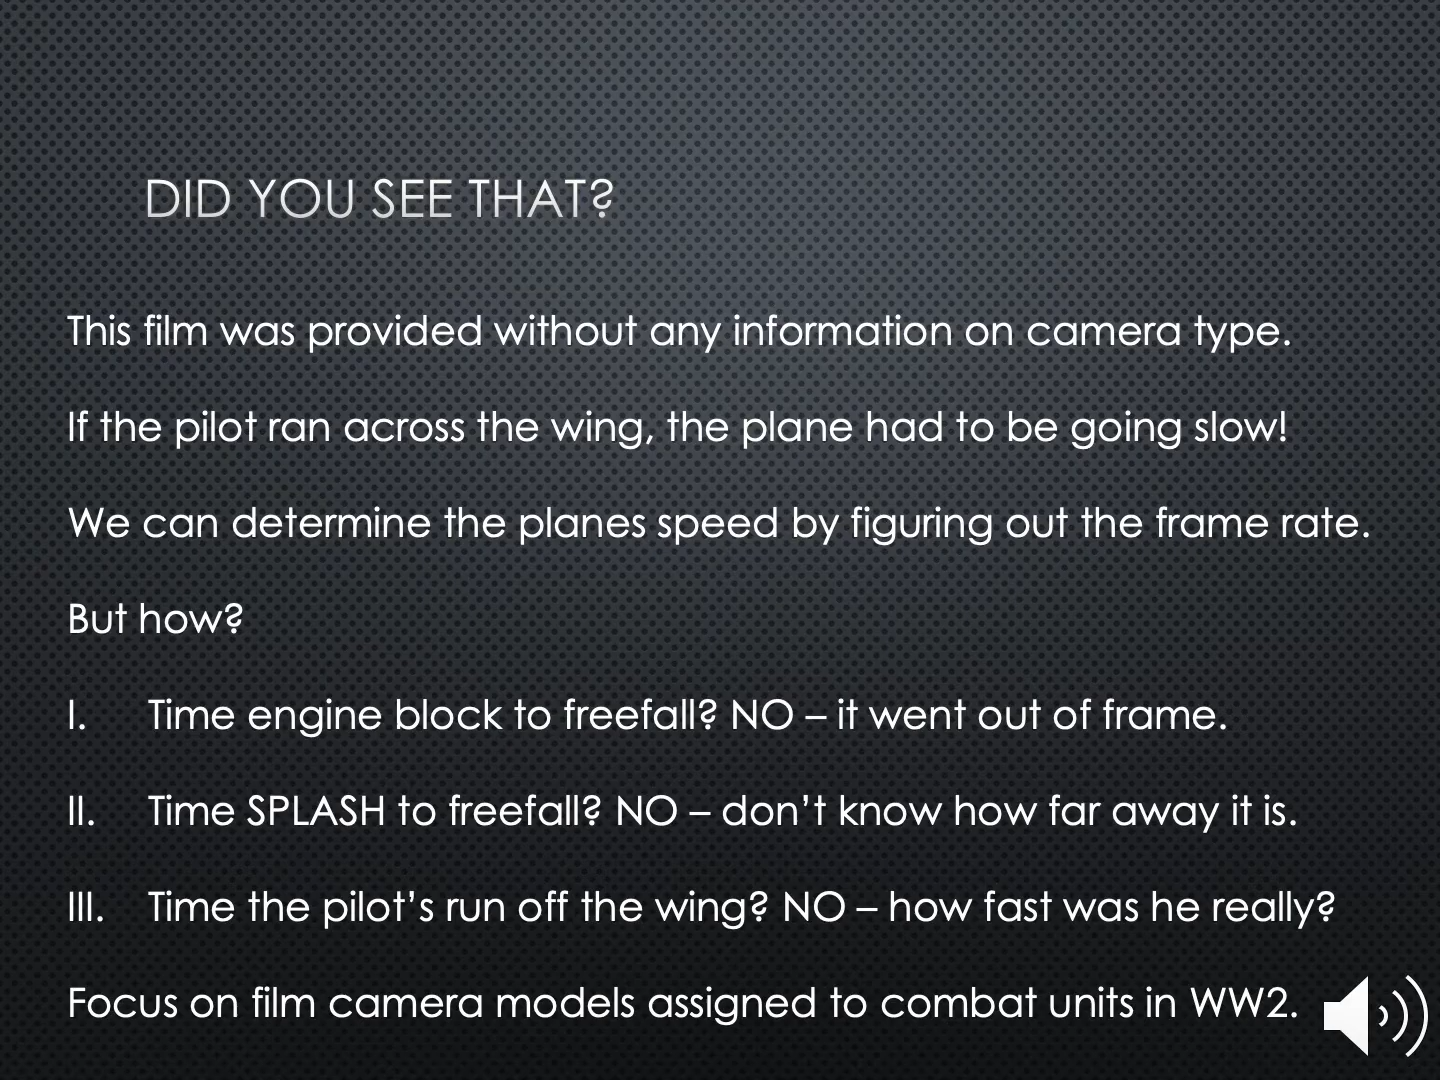 DID YOU SEE THAT?
This film was provided without any information on camera type.
If the pilot ran across the wing, the plane had to be going slow!
We can determine the planes speed by figuring out the frame rate.
But how?
I. Time engine block to freefall? NO – it went out of frame.
II. Time SPLASH to freefall? NO – don’t know how far away it is.
III. Time the pilot’s run off the wing? NO – how fast was he really?
Focus on film camera models assigned to combat units in WW2.